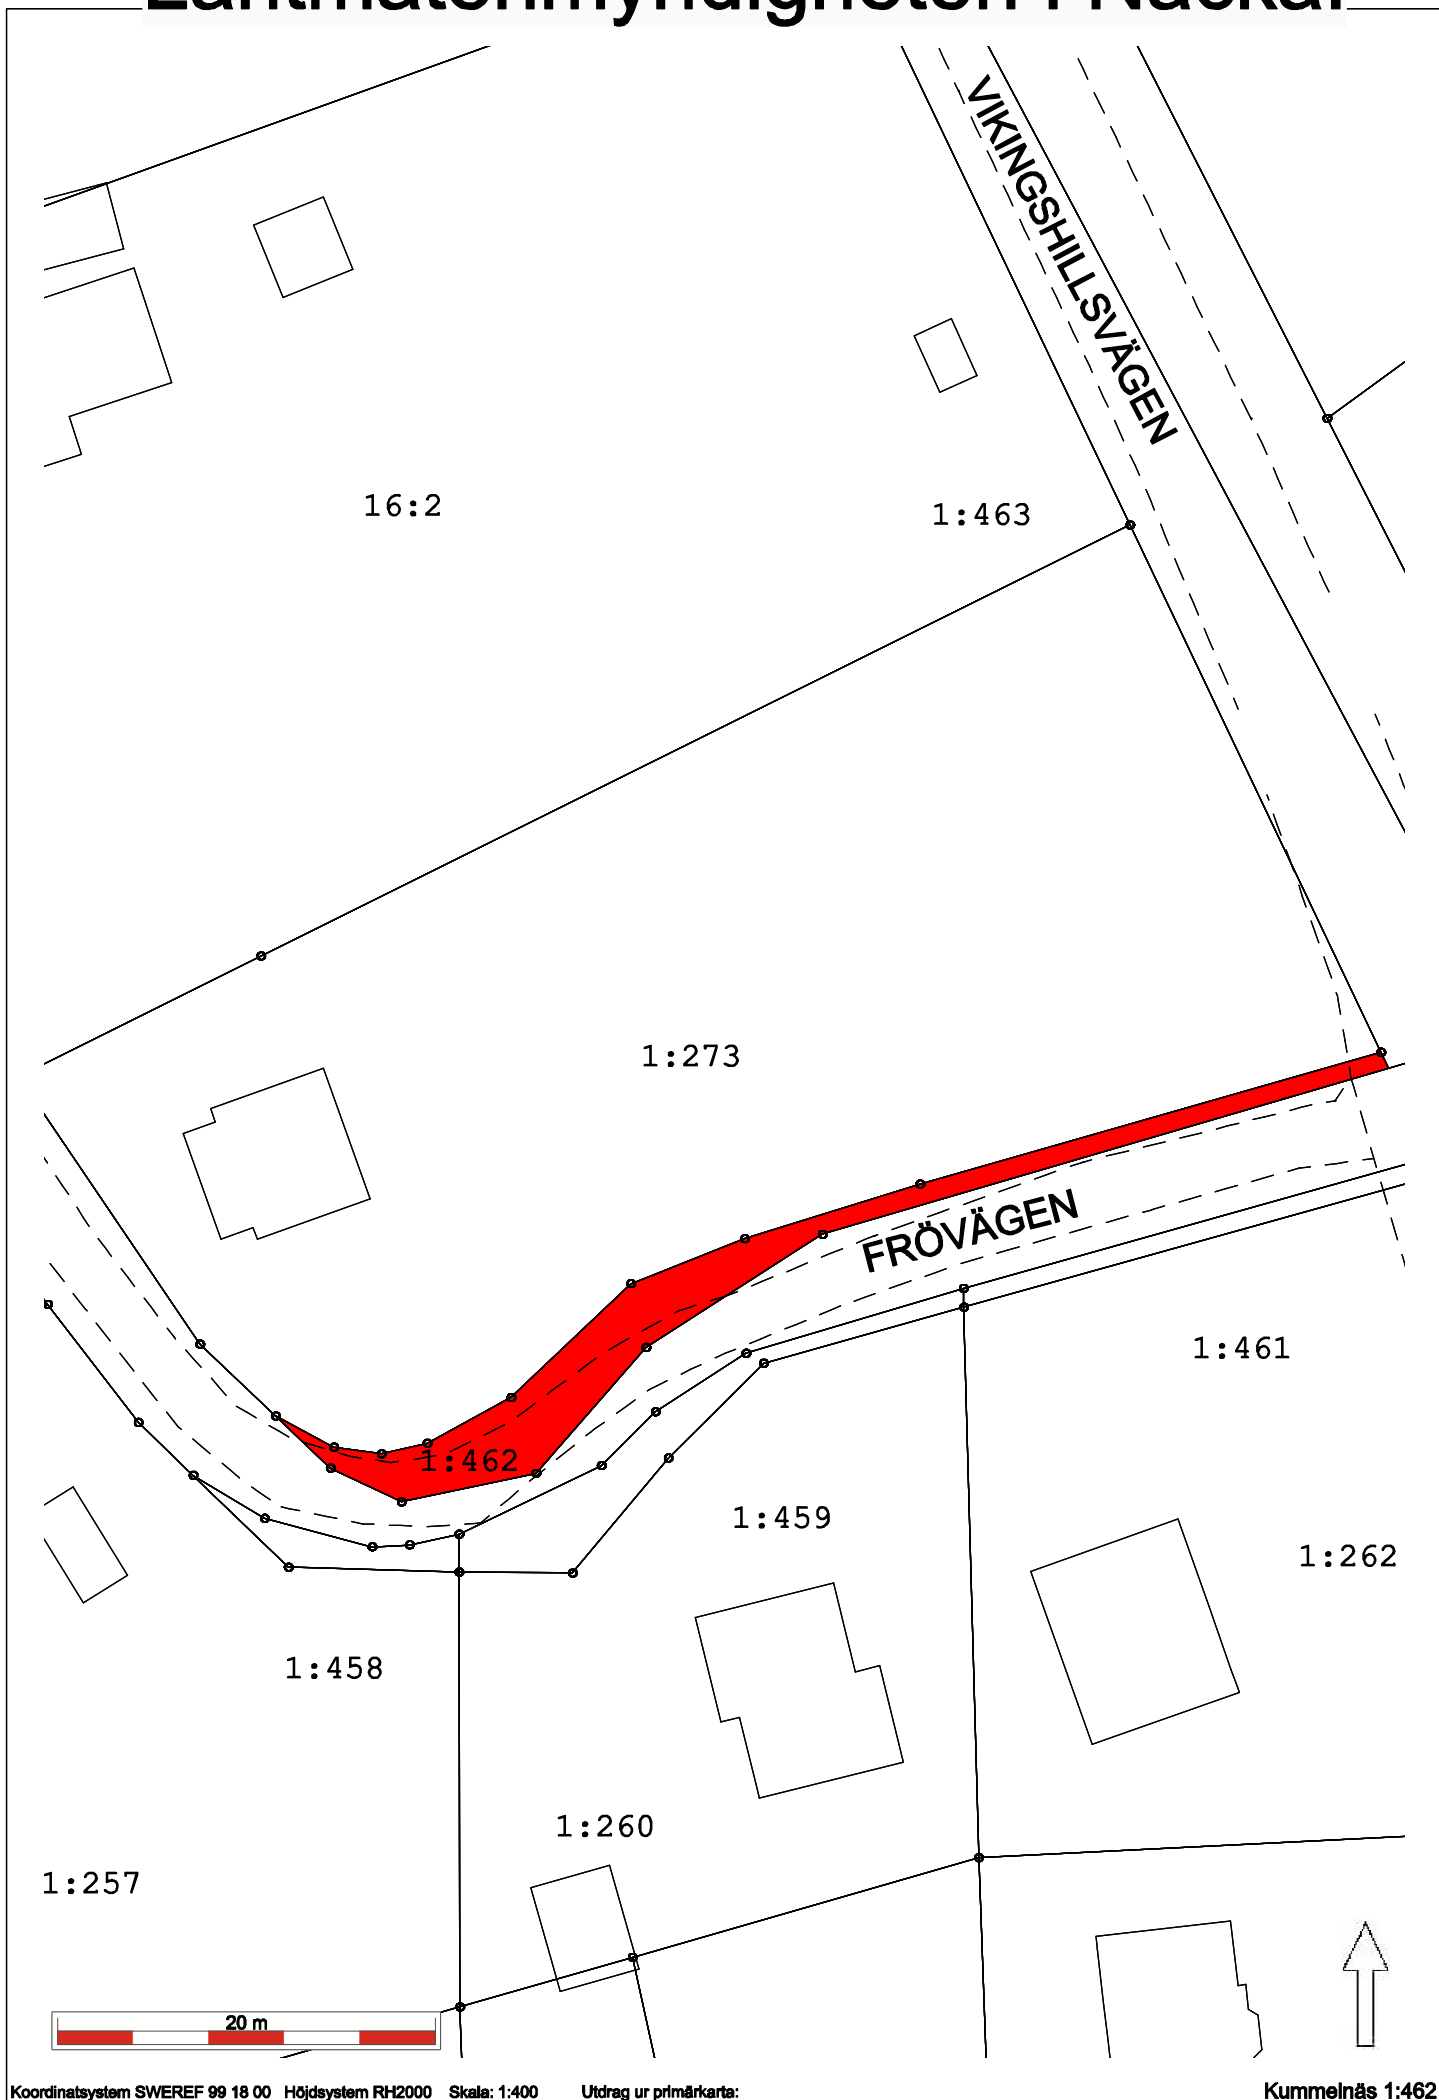 Lantmäterimyndigheten i Nacka.
VIKINGSHILLSVÄGEN
16:2
1:463
1:273
FRÖVÄGEN
1:461
1:462
1:459
1:262
1:458
1:260
1:257
20 m
Koordinatsystem SWEREF 99 18 00 Höjdsystem RH2000 Skala: 1:400 Utdrag ur primärkarta:
Kummelnäs 1:462